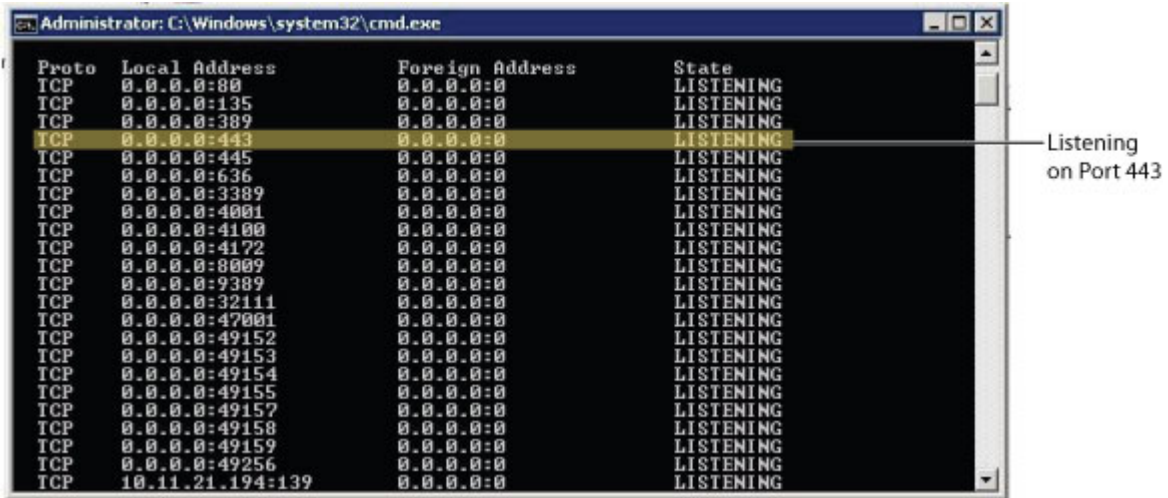 Administrator: C:\Windows\system32\cmd.exe
Proto Local Address Foreign Address State
TCP 0.0.0.0:80 0.0.0.0:0 LISTENING
TCP 0.0.0.0:135 0.0.0.0:0 LISTENING
TCP 0.0.0.0:389 0.0.0.0:0 LISTENING
TCP 0.0.0.0:443 0.0.0.0:0 LISTENING
TCP 0.0.0.0:445 0.0.0.0:0 LISTENING
TCP 0.0.0.0:636 0.0.0.0:0 LISTENING
TCP 0.0.0.0:3389 0.0.0.0:0 LISTENING
TCP 0.0.0.0:4001 0.0.0.0:0 LISTENING
TCP 0.0.0.0:4100 0.0.0.0:0 LISTENING
TCP 0.0.0.0:4172 0.0.0.0:0 LISTENING
TCP 0.0.0.0:8009 0.0.0.0:0 LISTENING
TCP 0.0.0.0:9389 0.0.0.0:0 LISTENING
TCP 0.0.0.0:32111 0.0.0.0:0 LISTENING
TCP 0.0.0.0:47001 0.0.0.0:0 LISTENING
TCP 0.0.0.0:49152 0.0.0.0:0 LISTENING
TCP 0.0.0.0:49153 0.0.0.0:0 LISTENING
TCP 0.0.0.0:49154 0.0.0.0:0 LISTENING
TCP 0.0.0.0:49155 0.0.0.0:0 LISTENING
TCP 0.0.0.0:49157 0.0.0.0:0 LISTENING
TCP 0.0.0.0:49158 0.0.0.0:0 LISTENING
TCP 0.0.0.0:49159 0.0.0.0:0 LISTENING
TCP 0.0.0.0:49256 0.0.0.0:0 LISTENING
TCP 10.11.21.194:139 0.0.0.0:0 LISTENING
Listening
on Port 443